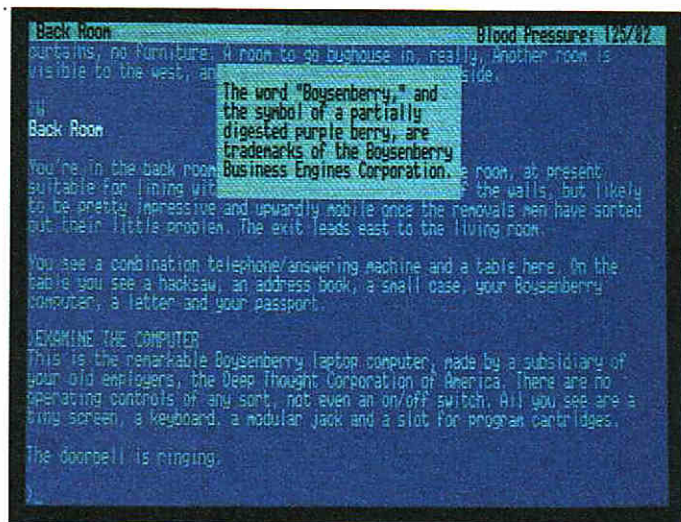 Back Room Blood Pressure: 125/82
curtains, no furniture. A room to go bughouse in, really. Another room is
visible to the west, an side.
The word "Boysenberry," and
the symbol of a partially
digested purple berry, are
trademarks of the Boysenberry
Business Engines Corporation.
>W
Back Room
You're in the back room room, at present
suitable for lining wit f the walls, but likely
to be pretty impressive and upwardly mobile once the removals men have sorted
out their little problem. The exit leads east to the living room.
You see a combination telephone/answering machine and a table here. On the
table you see a hacksaw, an address book, a small case, your Boysenberry
computer, a letter and your passport.
>EXAMINE THE COMPUTER
This is the remarkable Boysenberry laptop computer, made by a subsidiary of
your old employers, the Deep Thought Corporation of America. There are no
operating controls of any sort, not even an on/off switch. All you see are a
tiny screen, a keyboard, a modular jack and a slot for program cartridges.
The doorbell is ringing.
>